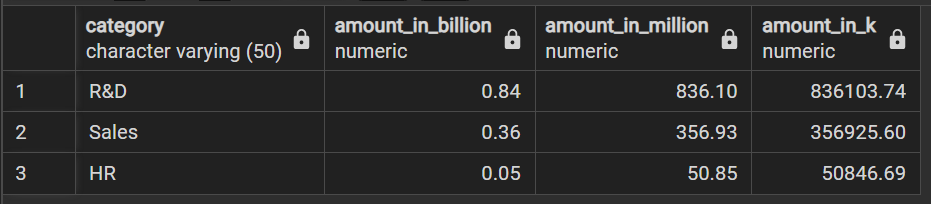 category amount_in_billion amount_in_million amount_in_k
character varying (50) numeric numeric numeric
1 R&D 0.84 836.10 836103.74
2 Sales 0.36 356.93 356925.60
3 HR 0.05 50.85 50846.69